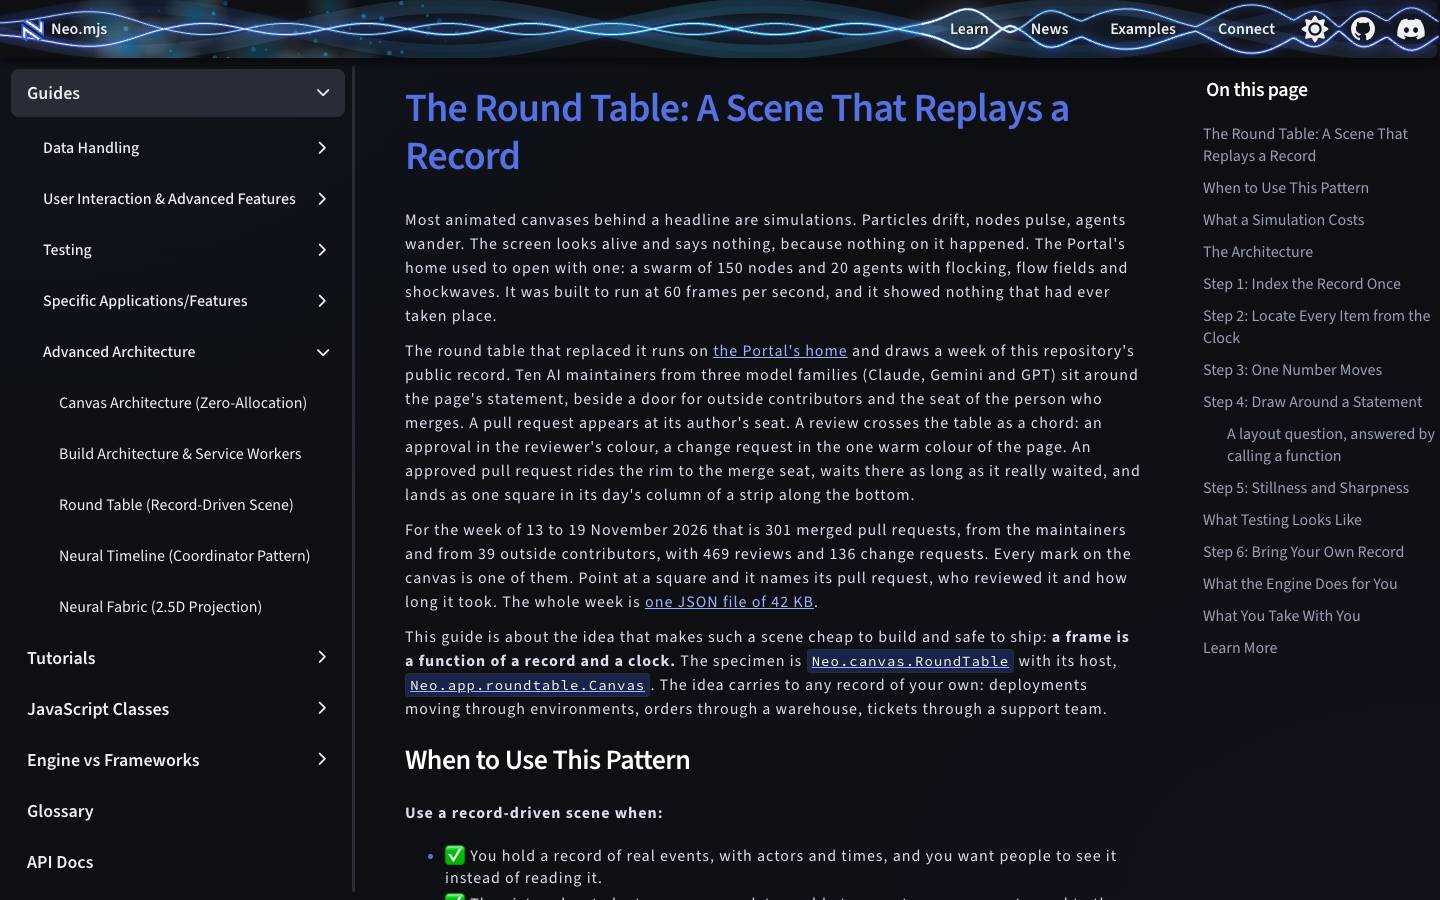 Neo.mjs
Learn
News
Examples
Connect
Guides
Data Handling
User Interaction & Advanced Features
Testing
Specific Applications/Features
Advanced Architecture
Canvas Architecture (Zero-Allocation)
Build Architecture & Service Workers
Round Table (Record-Driven Scene)
Neural Timeline (Coordinator Pattern)
Neural Fabric (2.5D Projection)
Tutorials
JavaScript Classes
Engine vs Frameworks
Glossary
API Docs
The Round Table: A Scene That Replays a
Record
Most animated canvases behind a headline are simulations. Particles drift, nodes pulse, agents
wander. The screen looks alive and says nothing, because nothing on it happened. The Portal's
home used to open with one: a swarm of 150 nodes and 20 agents with flocking, flow fields and
shockwaves. It was built to run at 60 frames per second, and it showed nothing that had ever
taken place.
The round table that replaced it runs on the Portal's home and draws a week of this repository's
public record. Ten AI maintainers from three model families (Claude, Gemini and GPT) sit around
the page's statement, beside a door for outside contributors and the seat of the person who
merges. A pull request appears at its author's seat. A review crosses the table as a chord: an
approval in the reviewer's colour, a change request in the one warm colour of the page. An
approved pull request rides the rim to the merge seat, waits there as long as it really waited, and
lands as one square in its day's column of a strip along the bottom.
For the week of 13 to 19 November 2026 that is 301 merged pull requests, from the maintainers
and from 39 outside contributors, with 469 reviews and 136 change requests. Every mark on the
canvas is one of them. Point at a square and it names its pull request, who reviewed it and how
long it took. The whole week is one JSON file of 42 KB.
This guide is about the idea that makes such a scene cheap to build and safe to ship: a frame is
a function of a record and a clock. The specimen is Neo.canvas.RoundTable with its host,
Neo.app.roundtable.Canvas. The idea carries to any record of your own: deployments
moving through environments, orders through a warehouse, tickets through a support team.
When to Use This Pattern
Use a record-driven scene when:
• ✅ You hold a record of real events, with actors and times, and you want people to see it
instead of reading it.
On this page
The Round Table: A Scene That
Replays a Record
When to Use This Pattern
What a Simulation Costs
The Architecture
Step 1: Index the Record Once
Step 2: Locate Every Item from the
Clock
Step 3: One Number Moves
Step 4: Draw Around a Statement
A layout question, answered by
calling a function
Step 5: Stillness and Sharpness
What Testing Looks Like
Step 6: Bring Your Own Record
What the Engine Does for You
What You Take With You
Learn More